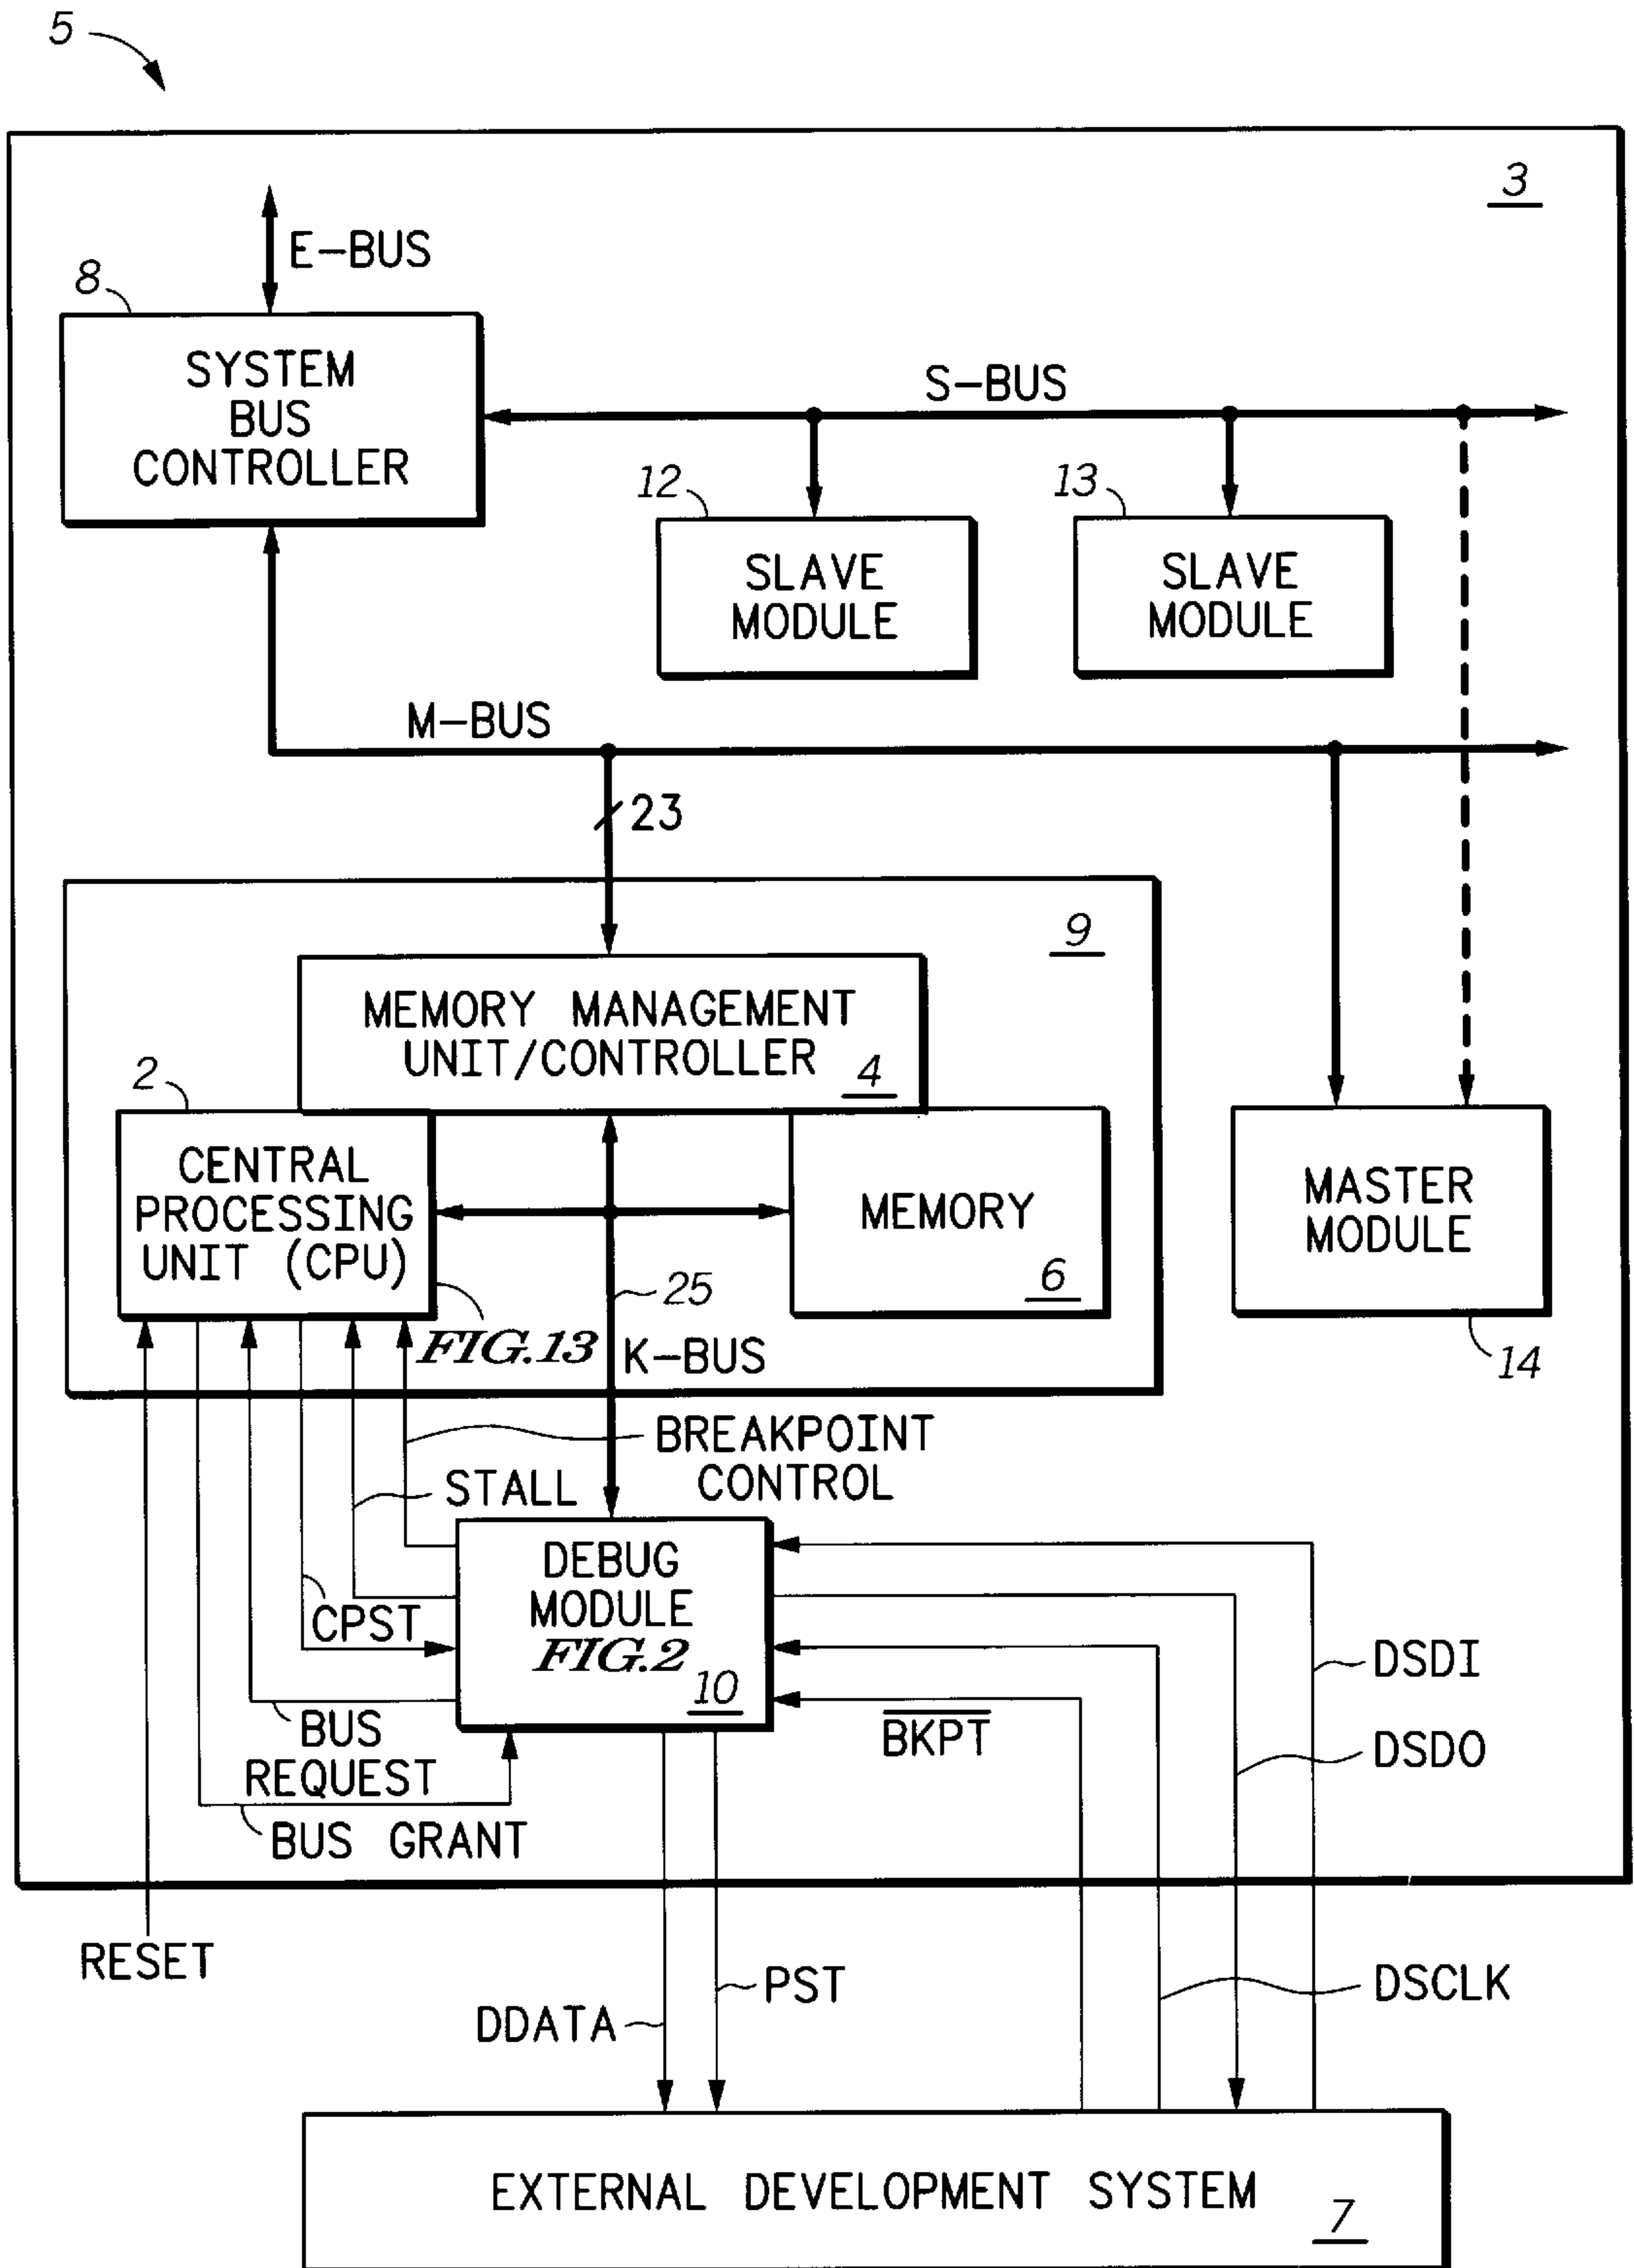 5
3
E-BUS
8
SYSTEM
BUS
CONTROLLER
S-BUS
12
SLAVE
MODULE
13
SLAVE
MODULE
M-BUS
23
9
MEMORY MANAGEMENT
UNIT/CONTROLLER
4
2
CENTRAL
PROCESSING
UNIT (CPU)
FIG.13
MEMORY
6
MASTER
MODULE
14
25
K-BUS
BREAKPOINT
CONTROL
STALL
CPST
DEBUG
MODULE
FIG.2
10
BUS
REQUEST
BUS GRANT
BKPT
DSDI
DSDO
RESET
DDATA
PST
DSCLK
EXTERNAL DEVELOPMENT SYSTEM
7